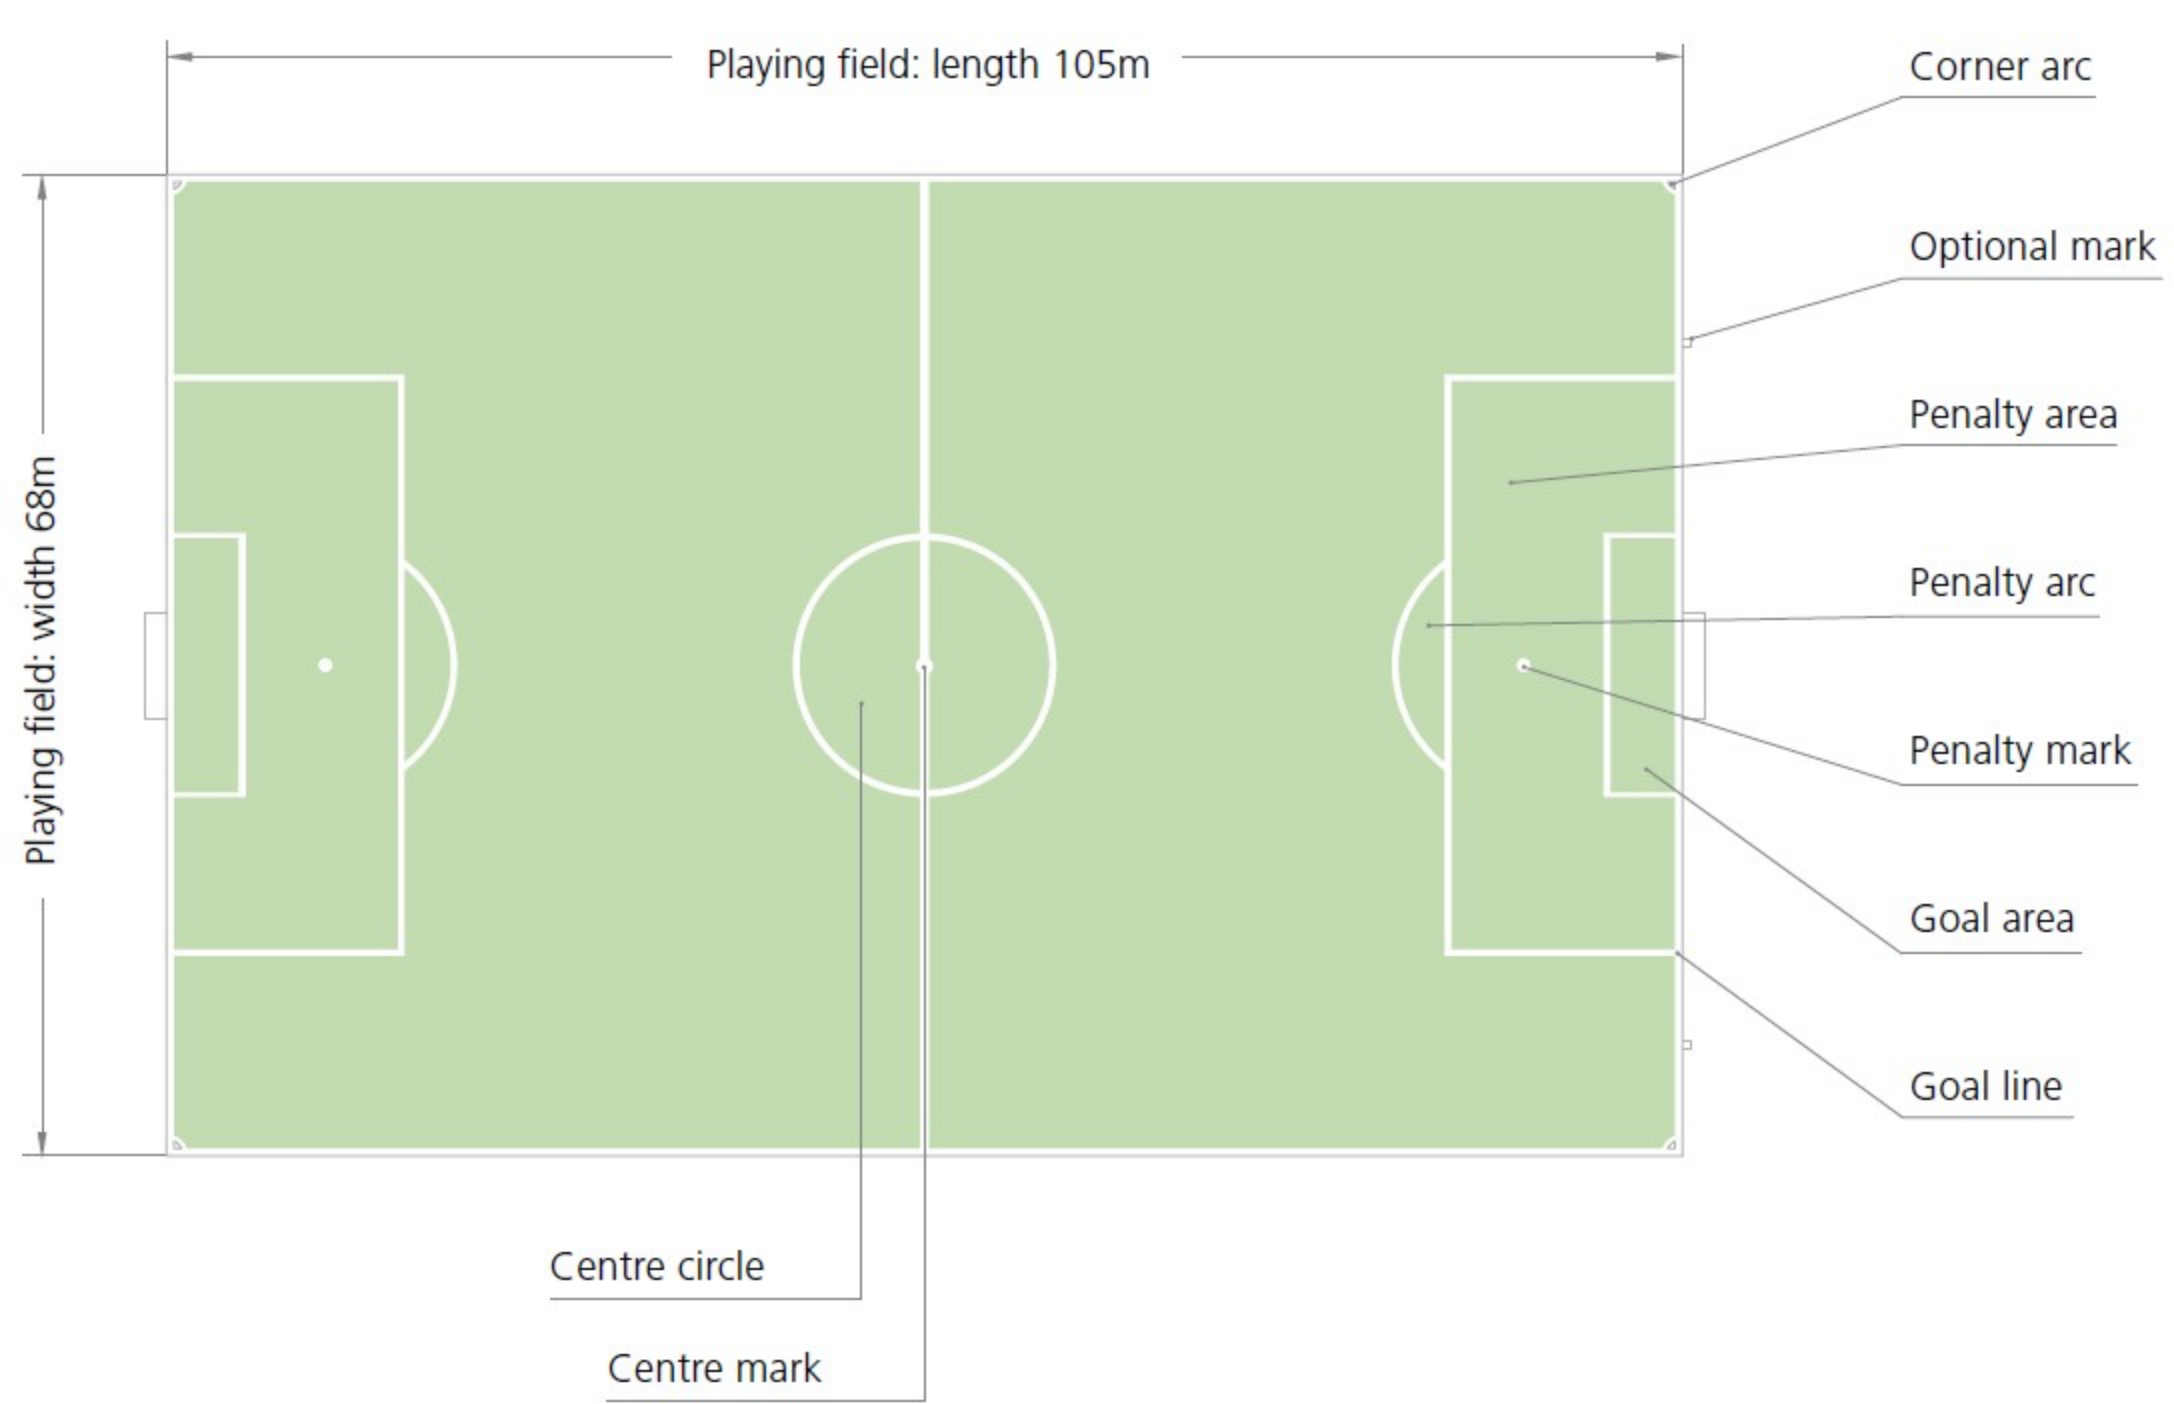 Playing field: length 105m
Corner arc
Optional mark
Penalty area
Playing field: width 68m
Penalty arc
Penalty mark
Goal area
Goal line
Centre circle
Centre mark